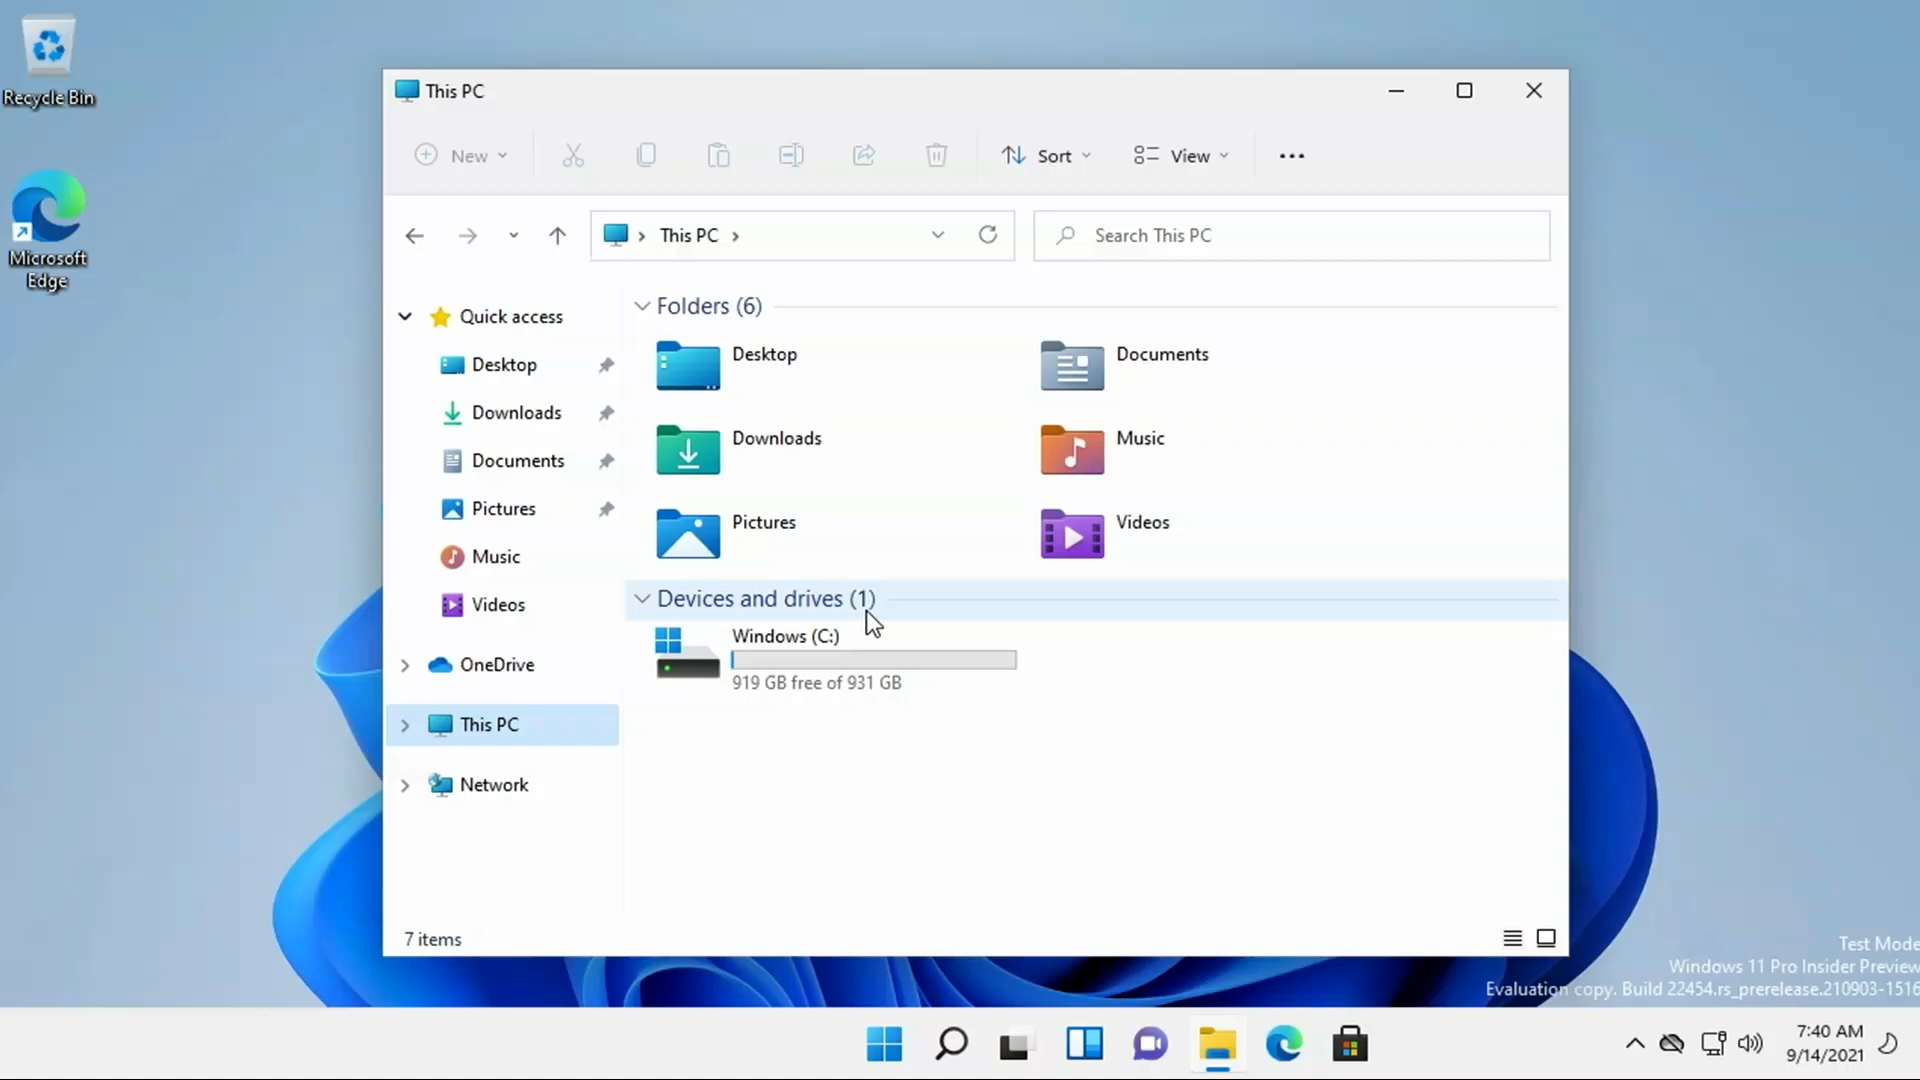 Recycle Bin
Microsoft
Edge
This PC
New
Sort
View
This PC
Search This PC
Quick access
Desktop
Downloads
Documents
Pictures
Music
Videos
OneDrive
This PC
Network
Folders (6)
Desktop
Documents
Downloads
Music
Pictures
Videos
Devices and drives (1)
Windows (C:)
919 GB free of 931 GB
7 items
Test Mode
Windows 11 Pro Insider Preview
Evaluation copy. Build 22454.rs_prerelease.210903-1516
7:40 AM
9/14/2021